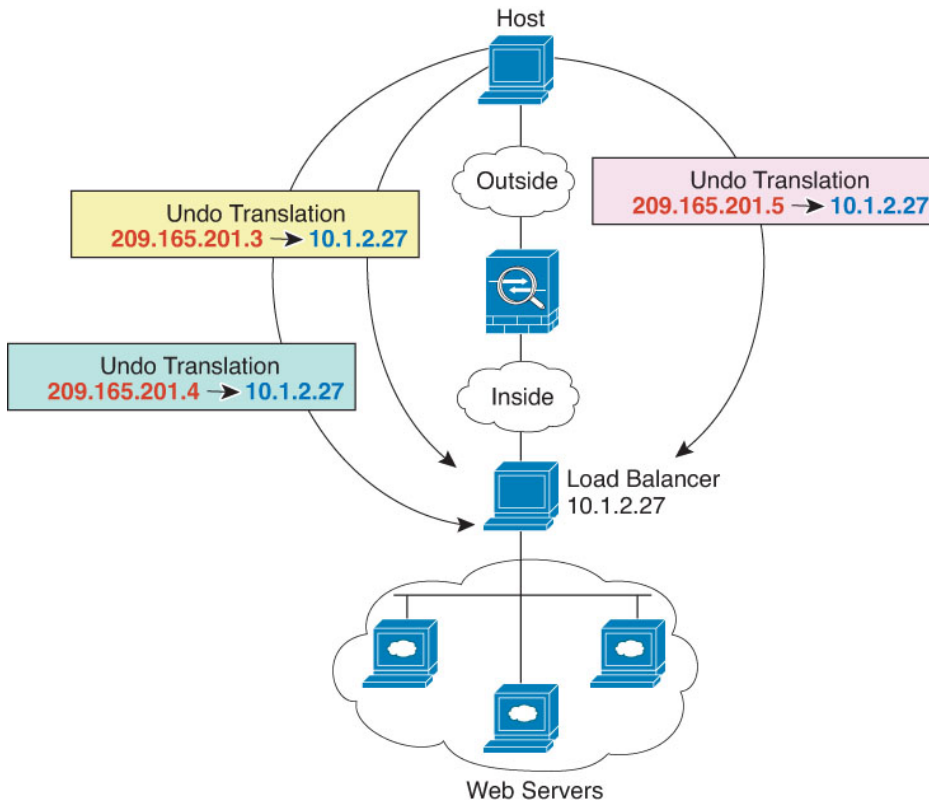 Host
Outside
Undo Translation
209.165.201.3 → 10.1.2.27
Undo Translation
209.165.201.5 → 10.1.2.27
Undo Translation
209.165.201.4 → 10.1.2.27
Inside
Load Balancer
10.1.2.27
Web Servers